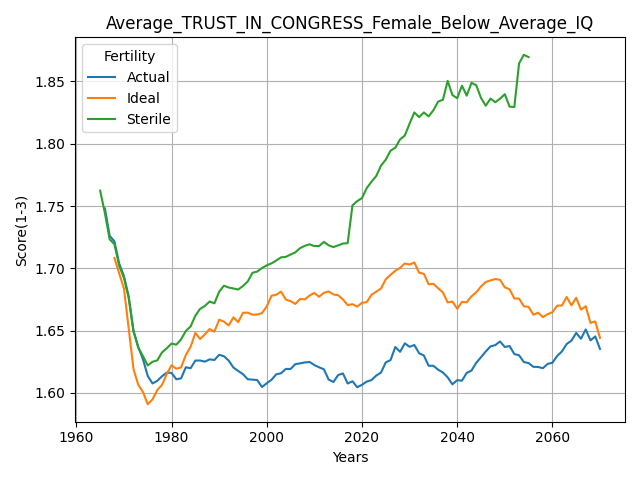 Average_TRUST_IN_CONGRESS_Female_Below_Average_IQ
Fertility
Actual
Ideal
Sterile
Score(1-3)
1.85
1.80
1.75
1.70
1.65
1.60
1960
1980
2000
2020
2040
2060
Years